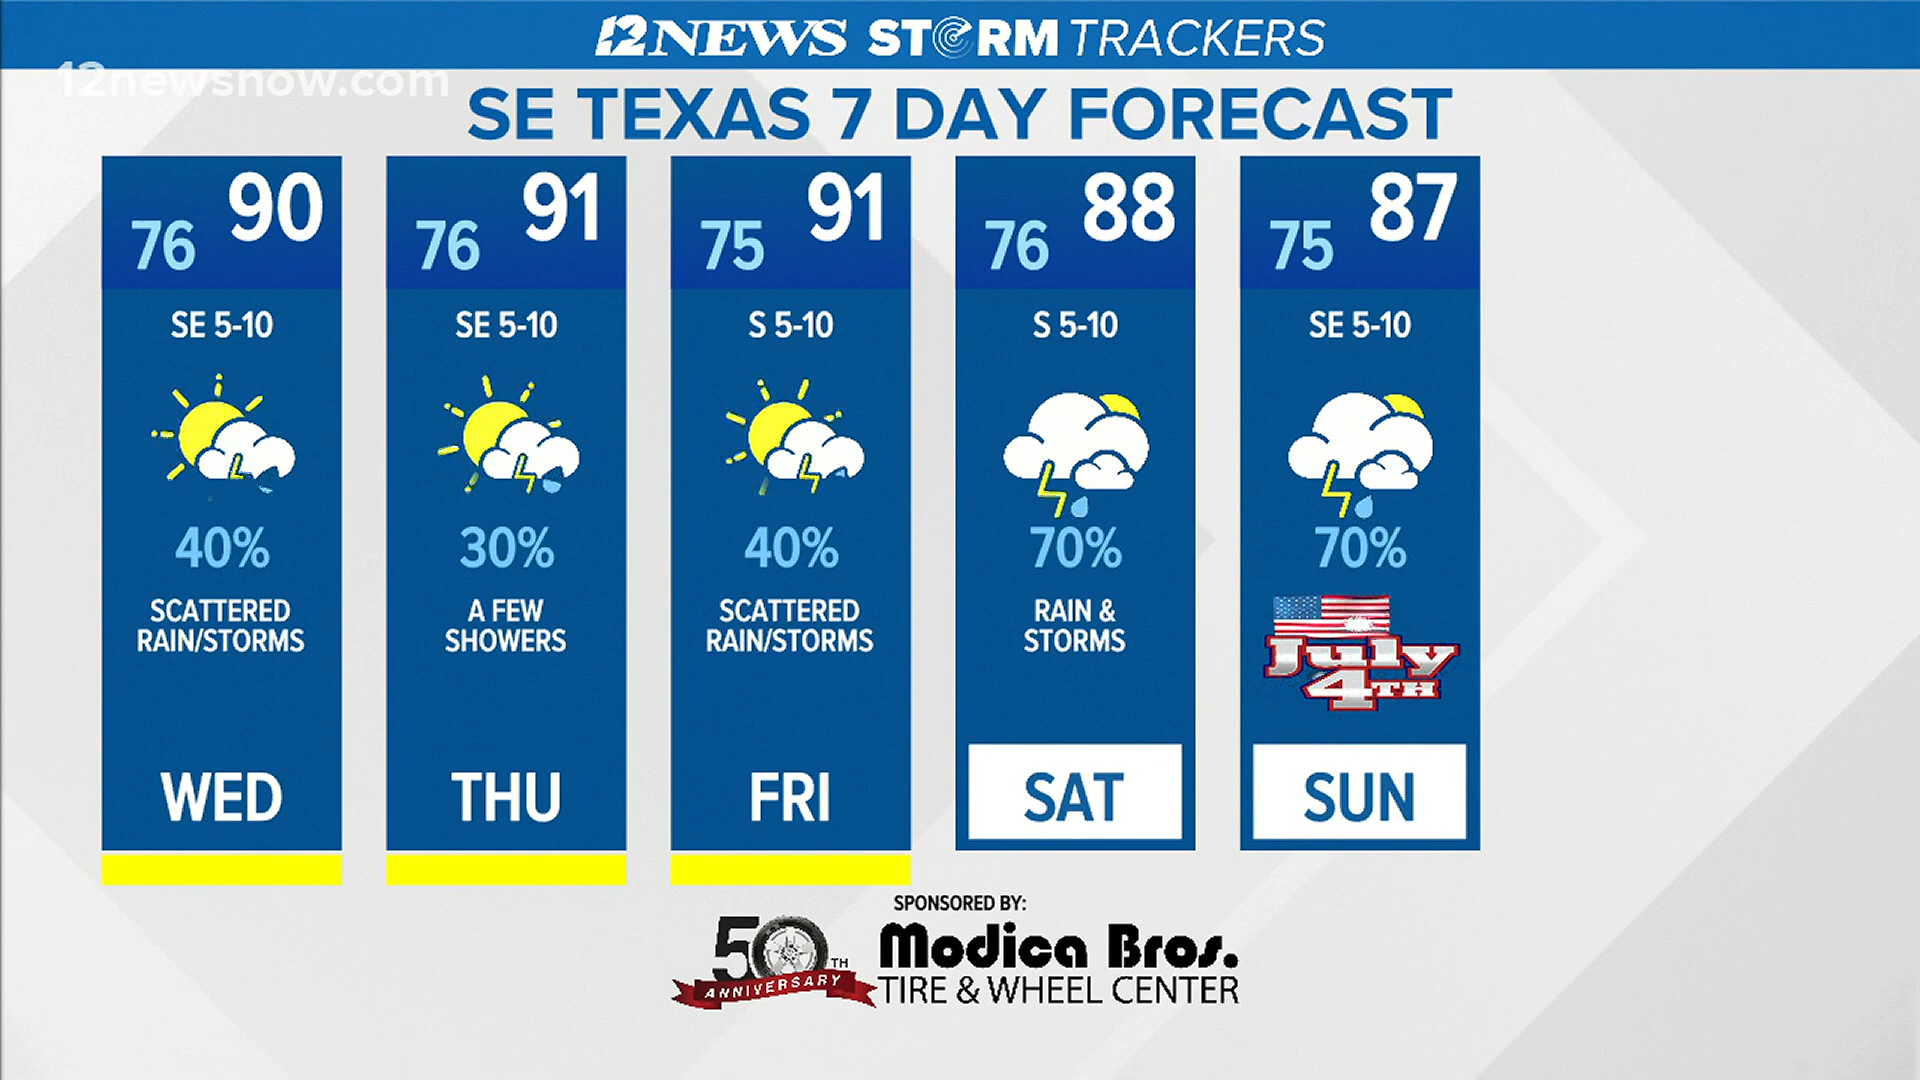 12NEWS STORM TRACKERS
12newsnow.com
SE TEXAS 7 DAY FORECAST
76 90
SE 5-10
40%
SCATTERED
RAIN/STORMS
WED
76 91
SE 5-10
30%
A FEW
SHOWERS
THU
75 91
S 5-10
40%
SCATTERED
RAIN/STORMS
FRI
76 88
S 5-10
70%
RAIN &
STORMS
SAT
75 87
SE 5-10
70%
July
4TH
SUN
SPONSORED BY:
50TH
ANNIVERSARY
Modica Bros.
TIRE & WHEEL CENTER